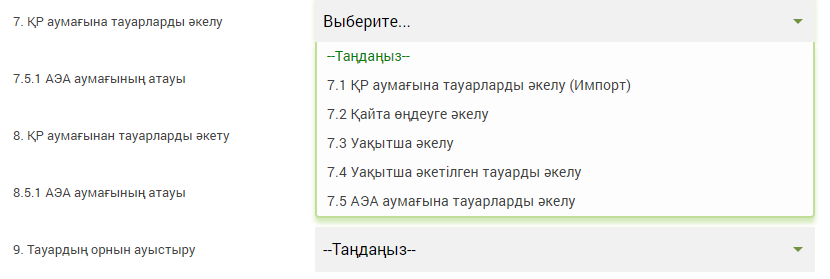 7. ҚР аумағына тауарларды әкелу
Выберите...
--Таңдаңыз--
7.1 ҚР аумағына тауарларды әкелу (Импорт)
7.5.1 АЭА аумағының атауы
7.2 Қайта өңдеуге әкелу
8. ҚР аумағынан тауарларды әкету
7.3 Уақытша әкелу
7.4 Уақытша әкетілген тауарды әкелу
8.5.1 АЭА аумағының атауы
7.5 АЭА аумағына тауарларды әкелу
9. Тауардың орнын ауыстыру
--Таңдаңыз--